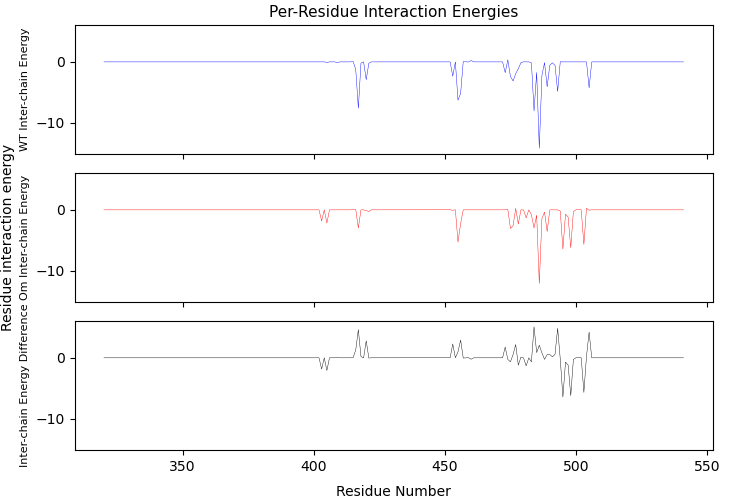 Per-Residue Interaction Energies
WT Inter-chain Energy
0
−10
Residue interaction energy
Om Inter-chain Energy
0
−10
Inter-chain Energy Difference
0
−10
350
400
450
500
550
Residue Number